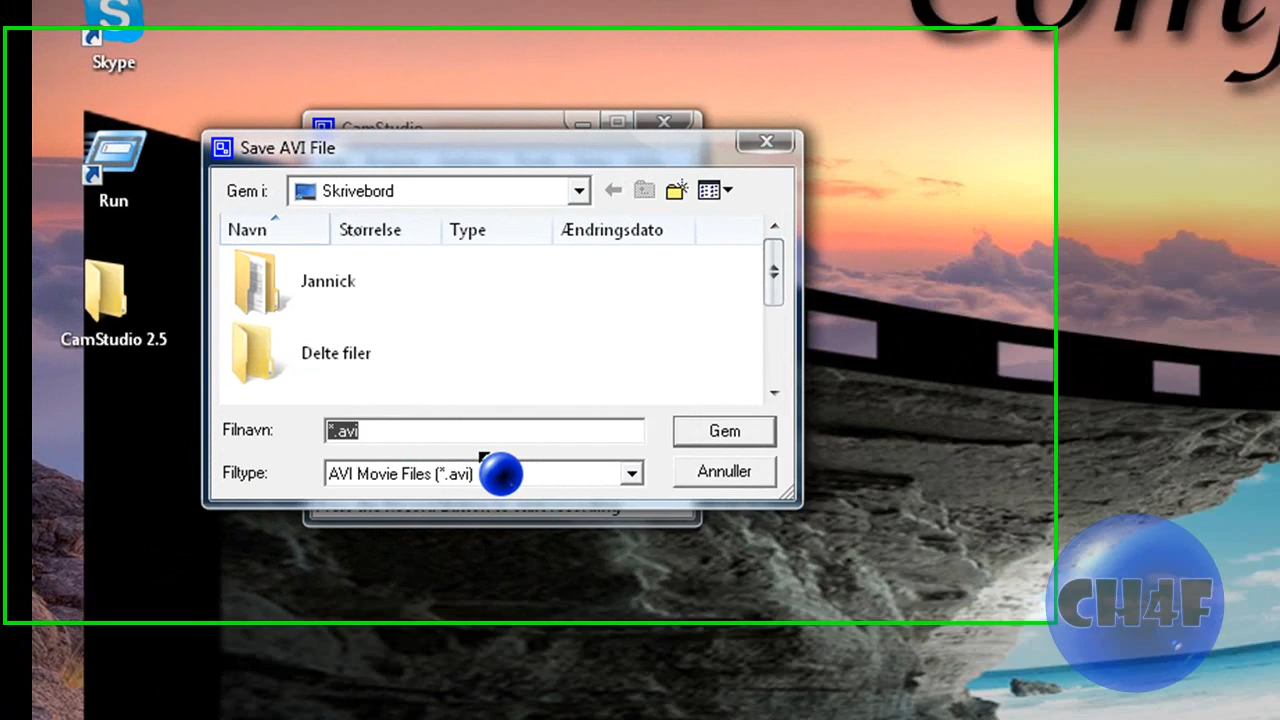 Comp
Skype
CamStudio
Save AVI File
Run
Gem i:
Skrivebord
Navn
Størrelse
Type
Ændringsdato
Jannick
CamStudio 2.5
Delte filer
Filnavn:
*.avi
Gem
Filtype:
AVI Movie Files (*.avi)
Annuller
CH4F